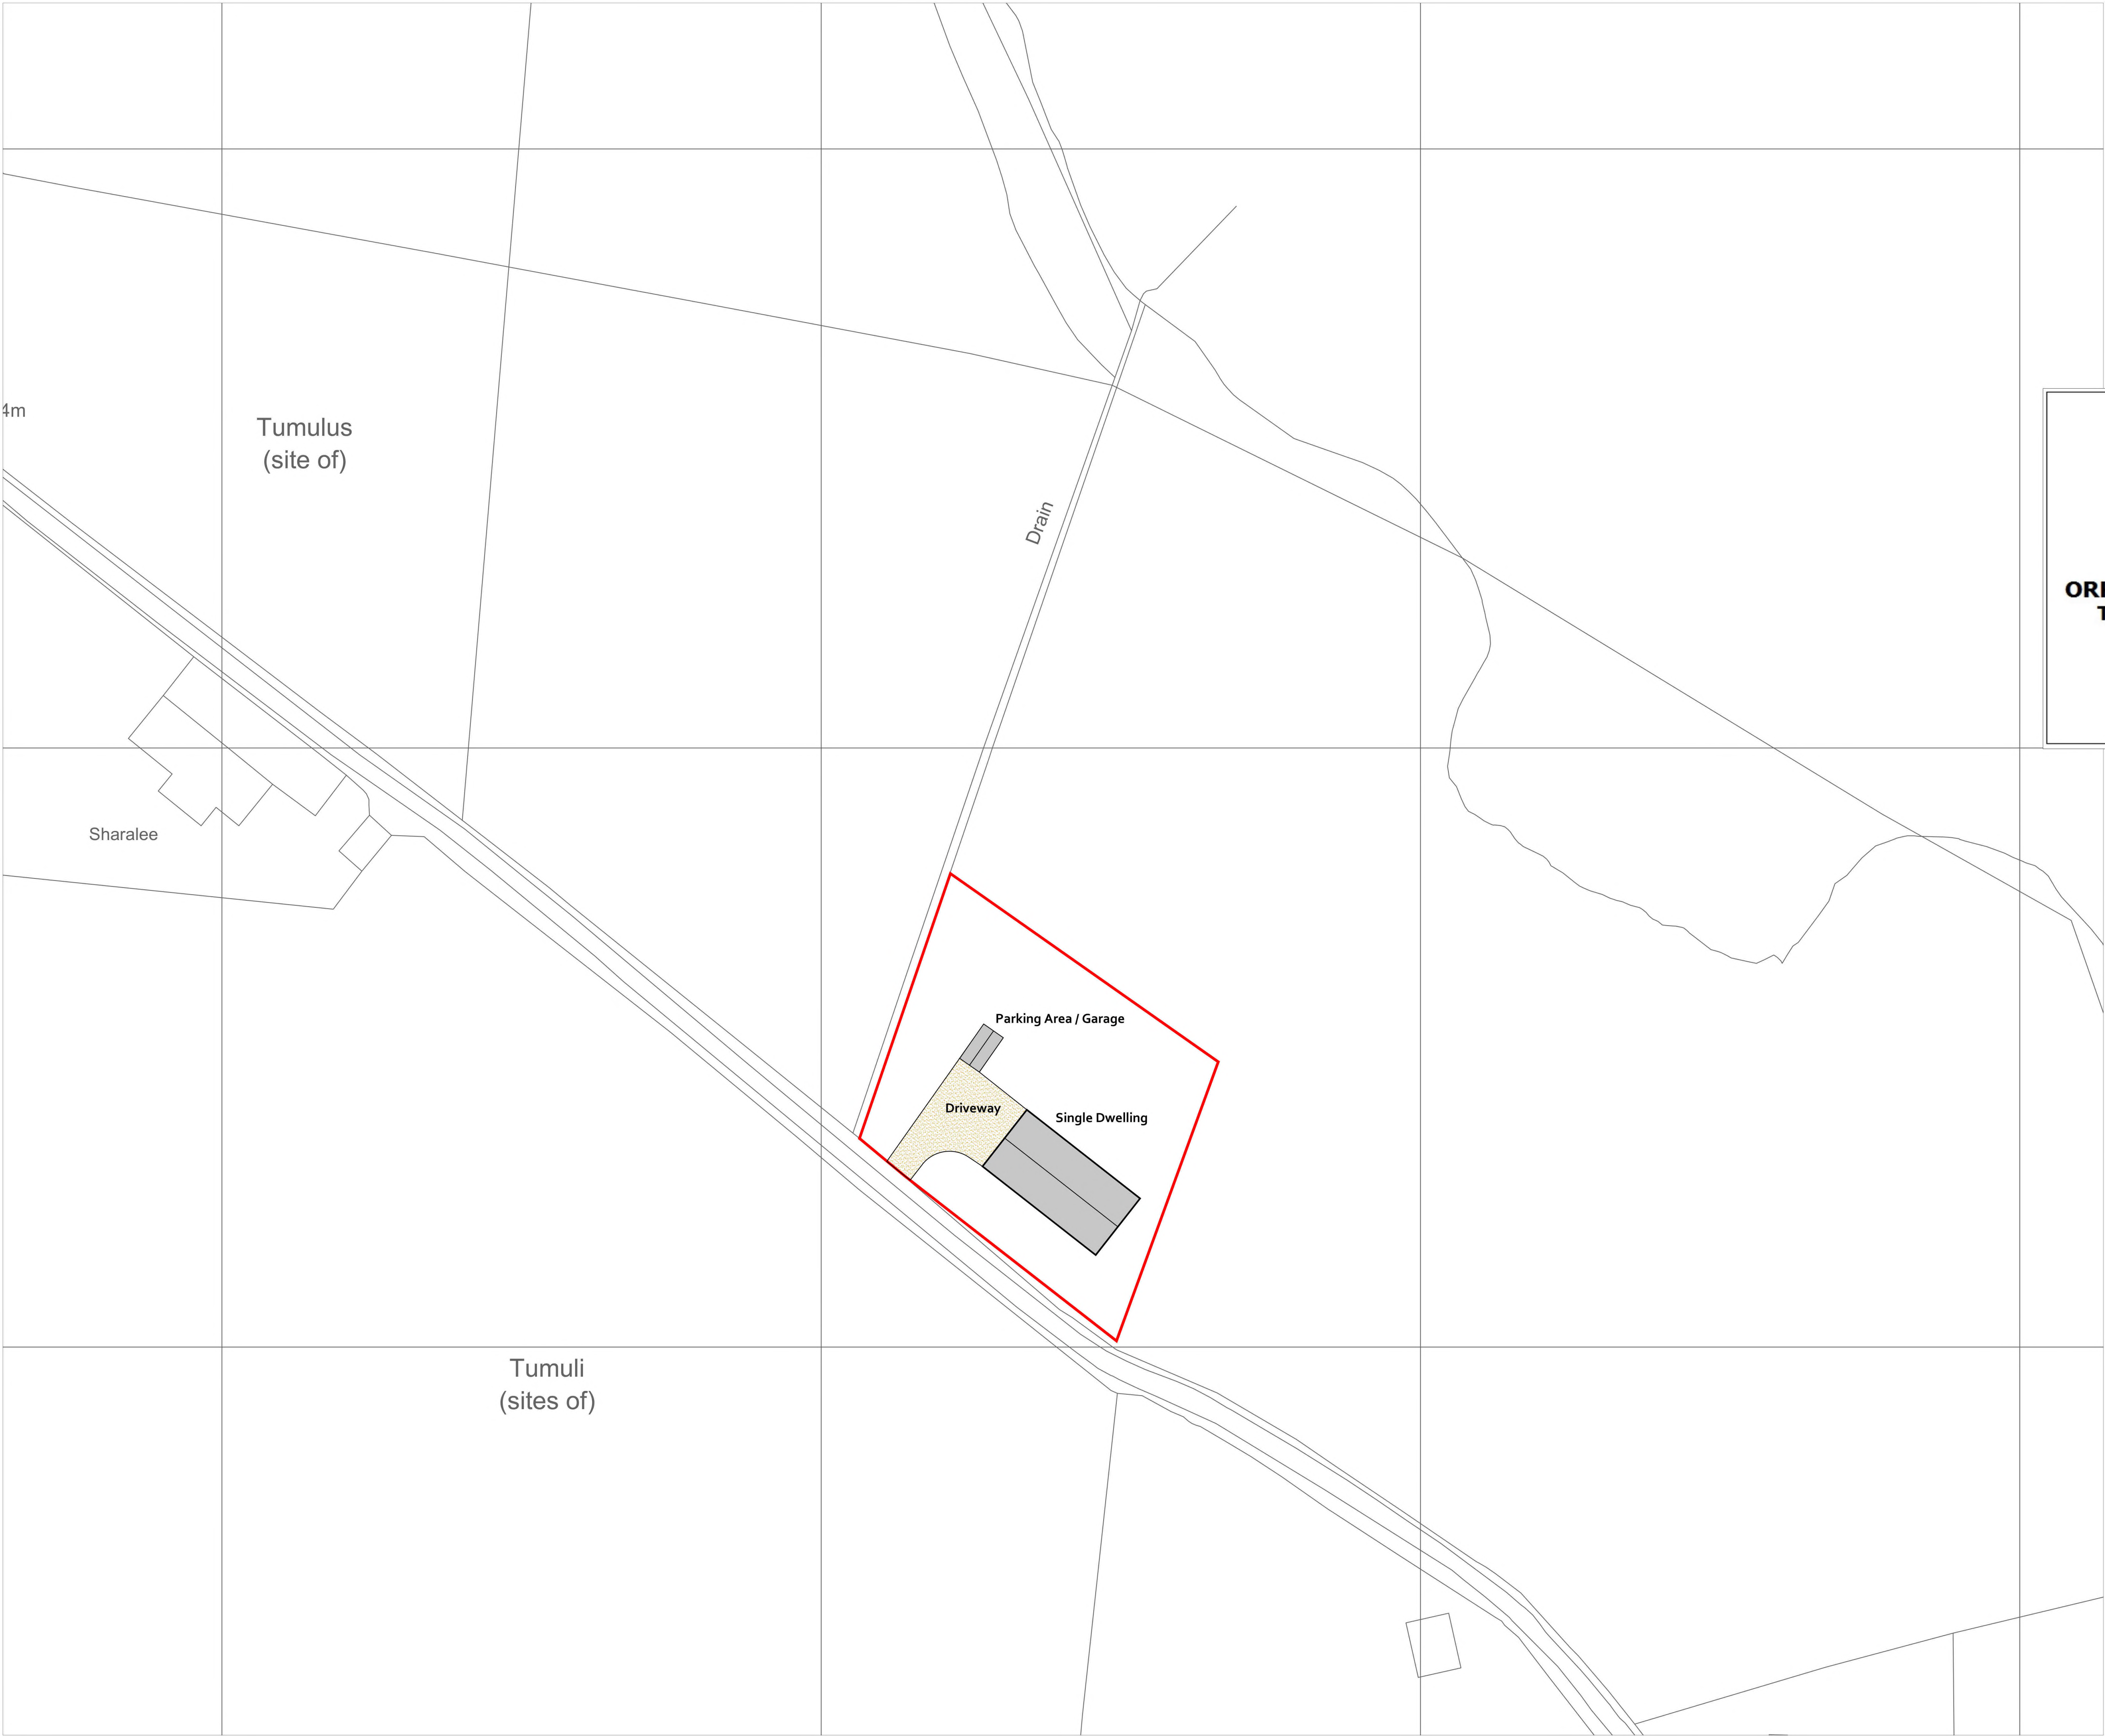 4m
Tumulus
(site of)
Drain
Sharalee
Parking Area / Garage
Driveway
Single Dwelling
Tumuli
(sites of)